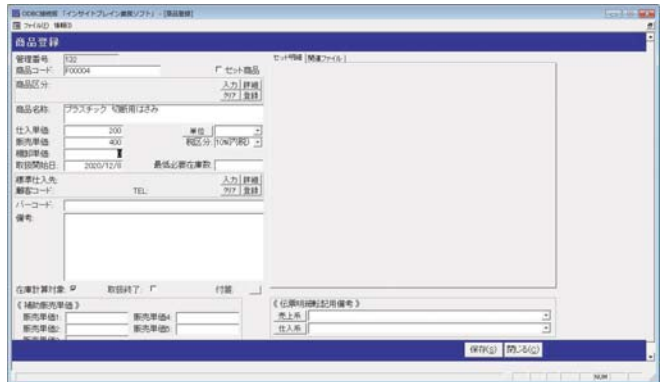 ODBC接続版 「インサイトブレイン業務ソフト」 - [商品登録]
ファイル(F) 情報(I)
商品登録
管理番号: 132
商品コード: F00004 セット商品
商品区分: 入力 詳細
クリア 登録
商品名称: プラスチック 切断用はさみ
仕入単価: 200 単位
販売単価: 400 税区分:
棚卸単価:
取扱開始日: 2020/12/8 最低必要在庫数:
標準仕入先: 入力 詳細
顧客コード: TEL: クリア 登録
バーコード:
備考:
在庫計算対象: 取扱終了: 付箋:
《 補助販売単価 》
販売単価1: 販売単価4:
販売単価2: 販売単価5:
セット明細 関連ファイル
《 伝票明細転記用備考 》
売上系
仕入系
保存(S) 閉じる(C)
NUM